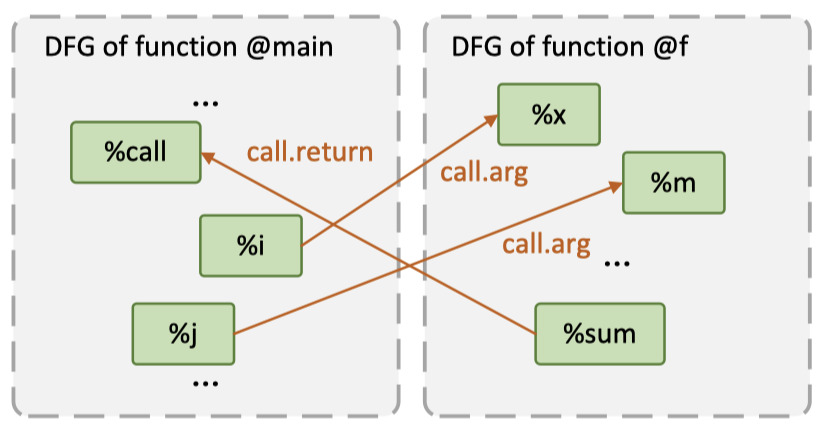 DFG of function @main
...
%call
call.return
%i
%j
...
DFG of function @f
%x
call.arg
%m
call.arg
...
%sum